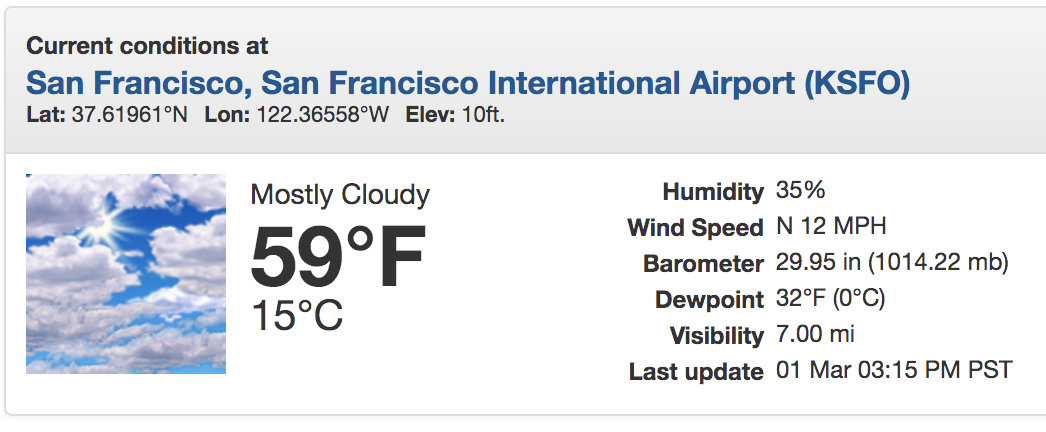 Current conditions at
San Francisco, San Francisco International Airport (KSFO)
Lat: 37.61961°N Lon: 122.36558°W Elev: 10ft.
Mostly Cloudy
59°F
15°C
Humidity 35%
Wind Speed N 12 MPH
Barometer 29.95 in (1014.22 mb)
Dewpoint 32°F (0°C)
Visibility 7.00 mi
Last update 01 Mar 03:15 PM PST